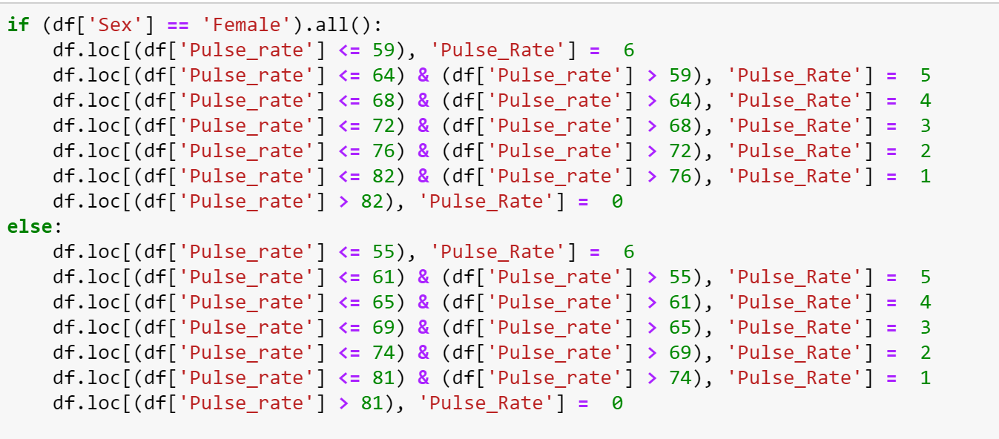 if (df['Sex'] == 'Female').all():
    df.loc[(df['Pulse_rate'] <= 59), 'Pulse_Rate'] =  6
    df.loc[(df['Pulse_rate'] <= 64) & (df['Pulse_rate'] > 59), 'Pulse_Rate'] =  5
    df.loc[(df['Pulse_rate'] <= 68) & (df['Pulse_rate'] > 64), 'Pulse_Rate'] =  4
    df.loc[(df['Pulse_rate'] <= 72) & (df['Pulse_rate'] > 68), 'Pulse_Rate'] =  3
    df.loc[(df['Pulse_rate'] <= 76) & (df['Pulse_rate'] > 72), 'Pulse_Rate'] =  2
    df.loc[(df['Pulse_rate'] <= 82) & (df['Pulse_rate'] > 76), 'Pulse_Rate'] =  1
    df.loc[(df['Pulse_rate'] > 82), 'Pulse_Rate'] =  0
else:
    df.loc[(df['Pulse_rate'] <= 55), 'Pulse_Rate'] =  6
    df.loc[(df['Pulse_rate'] <= 61) & (df['Pulse_rate'] > 55), 'Pulse_Rate'] =  5
    df.loc[(df['Pulse_rate'] <= 65) & (df['Pulse_rate'] > 61), 'Pulse_Rate'] =  4
    df.loc[(df['Pulse_rate'] <= 69) & (df['Pulse_rate'] > 65), 'Pulse_Rate'] =  3
    df.loc[(df['Pulse_rate'] <= 74) & (df['Pulse_rate'] > 69), 'Pulse_Rate'] =  2
    df.loc[(df['Pulse_rate'] <= 81) & (df['Pulse_rate'] > 74), 'Pulse_Rate'] =  1
    df.loc[(df['Pulse_rate'] > 81), 'Pulse_Rate'] =  0